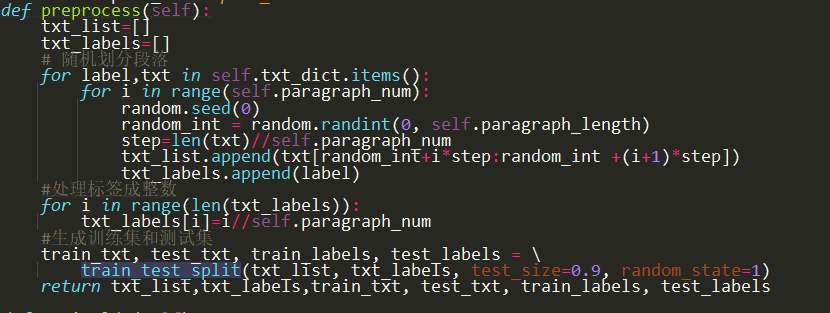 def preprocess(self):
    txt_list=[]
    txt_labels=[]
    # 随机划分段落
    for label,txt in self.txt_dict.items():
        for i in range(self.paragraph_num):
            random.seed(0)
            random_int = random.randint(0, self.paragraph_length)
            step=len(txt)//self.paragraph_num
            txt_list.append(txt[random_int+i*step:random_int +(i+1)*step])
            txt_labels.append(label)
    #处理标签成整数
    for i in range(len(txt_labels)):
        txt_labels[i]=i//self.paragraph_num
    #生成训练集和测试集
    train_txt, test_txt, train_labels, test_labels = \
        train_test_split(txt_list, txt_labels, test_size=0.9, random_state=1)
    return txt_list,txt_labels,train_txt, test_txt, train_labels, test_labels